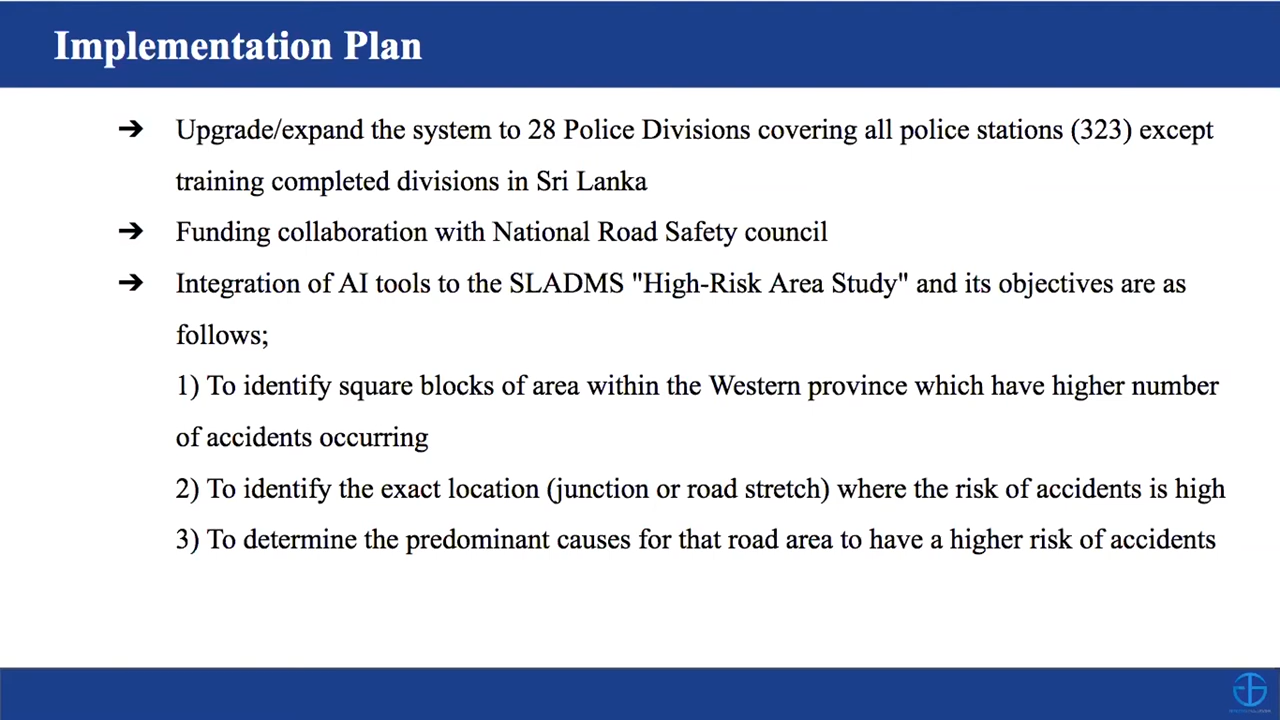 Implementation Plan
➔ Upgrade/expand the system to 28 Police Divisions covering all police stations (323) except
training completed divisions in Sri Lanka
➔ Funding collaboration with National Road Safety council
➔ Integration of AI tools to the SLADMS "High-Risk Area Study" and its objectives are as
follows;
1) To identify square blocks of area within the Western province which have higher number
of accidents occurring
2) To identify the exact location (junction or road stretch) where the risk of accidents is high
3) To determine the predominant causes for that road area to have a higher risk of accidents